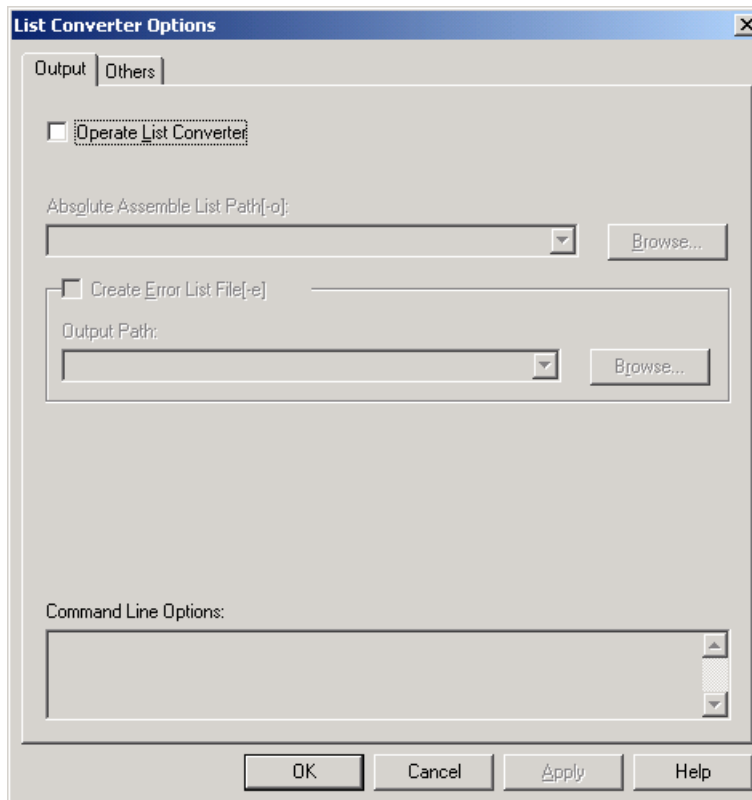 List Converter Options
Output Others
Operate List Converter
Absolute Assemble List Path[-o]:
Browse...
Create Error List File[-e]
Output Path:
Browse...
Command Line Options:
OK Cancel Apply Help